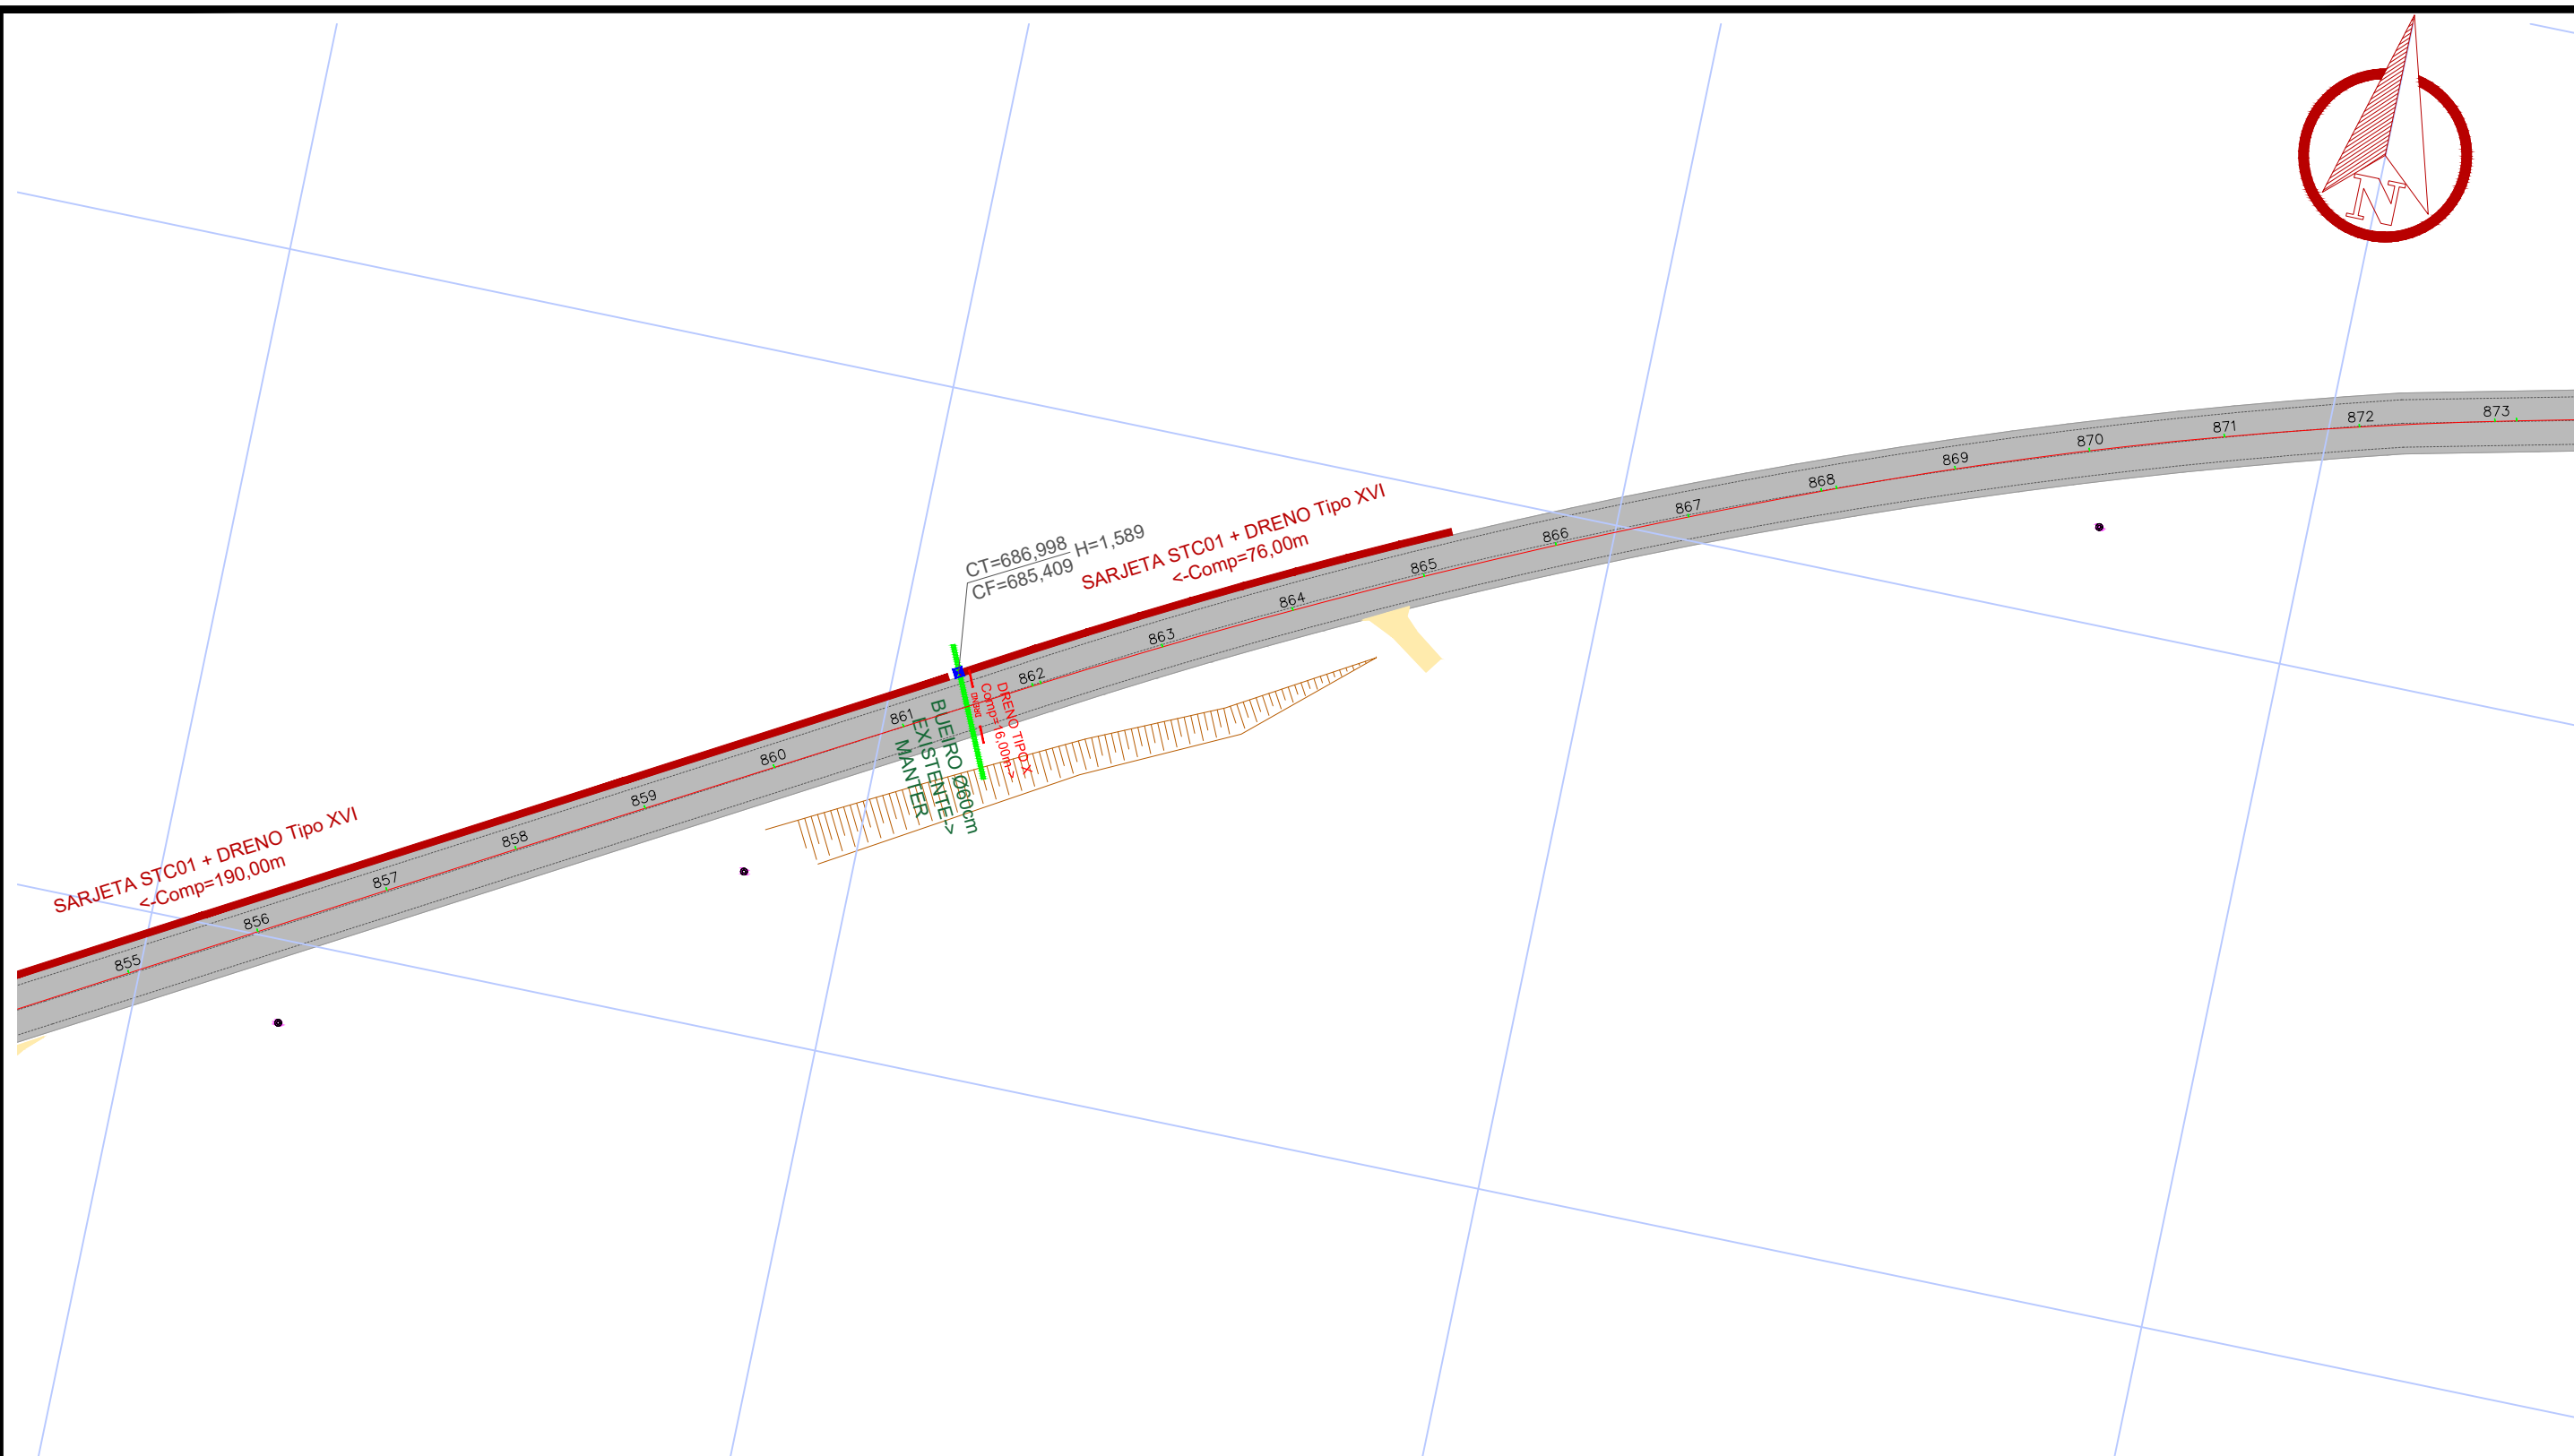 N
CT=686,998
CF=685,409
H=1,589
SARJETA STC01 + DRENO Tipo XVI
<-Comp=76,00m
SARJETA STC01 + DRENO Tipo XVI
<-Comp=190,00m
855
856
857
858
859
860
861
862
863
864
865
866
867
868
869
870
871
872
873
BUEIRO Ø60cm
EXISTENTE->
MANTER
DRENO TIPO X
Comp=16,00m->